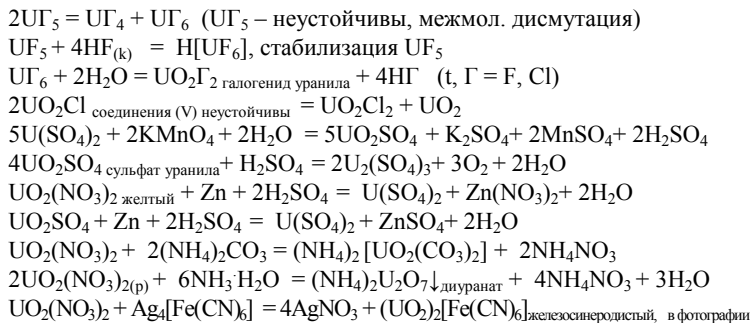 2UГ₅ = UГ₄ + UГ₆ (UГ₅ – неустойчивы, межмол. дисмутация)
UF₅ + 4HF₍ₖ₎ = H[UF₆], стабилизация UF₅
UГ₆ + 2H₂O = UO₂Г₂ галогенид уранила + 4HГ (t, Г = F, Cl)
2UO₂Cl соединения (V) неустойчивы = UO₂Cl₂ + UO₂
5U(SO₄)₂ + 2KMnO₄ + 2H₂O = 5UO₂SO₄ + K₂SO₄+ 2MnSO₄+ 2H₂SO₄
4UO₂SO₄ сульфат уранила+ H₂SO₄ = 2U₂(SO₄)₃+ 3O₂ + 2H₂O
UO₂(NO₃)₂ желтый + Zn + 2H₂SO₄ = U(SO₄)₂ + Zn(NO₃)₂+ 2H₂O
UO₂SO₄ + Zn + 2H₂SO₄ = U(SO₄)₂ + ZnSO₄+ 2H₂O
UO₂(NO₃)₂ + 2(NH₄)₂CO₃ = (NH₄)₂ [UO₂(CO₃)₂] + 2NH₄NO₃
2UO₂(NO₃)₂₍ₚ₎ + 6NH₃·H₂O = (NH₄)₂U₂O₇↓диуранат + 4NH₄NO₃ + 3H₂O
UO₂(NO₃)₂ + Ag₄[Fe(CN)₆] = 4AgNO₃ + (UO₂)₂[Fe(CN)₆]железосинеродистый, в фотографии